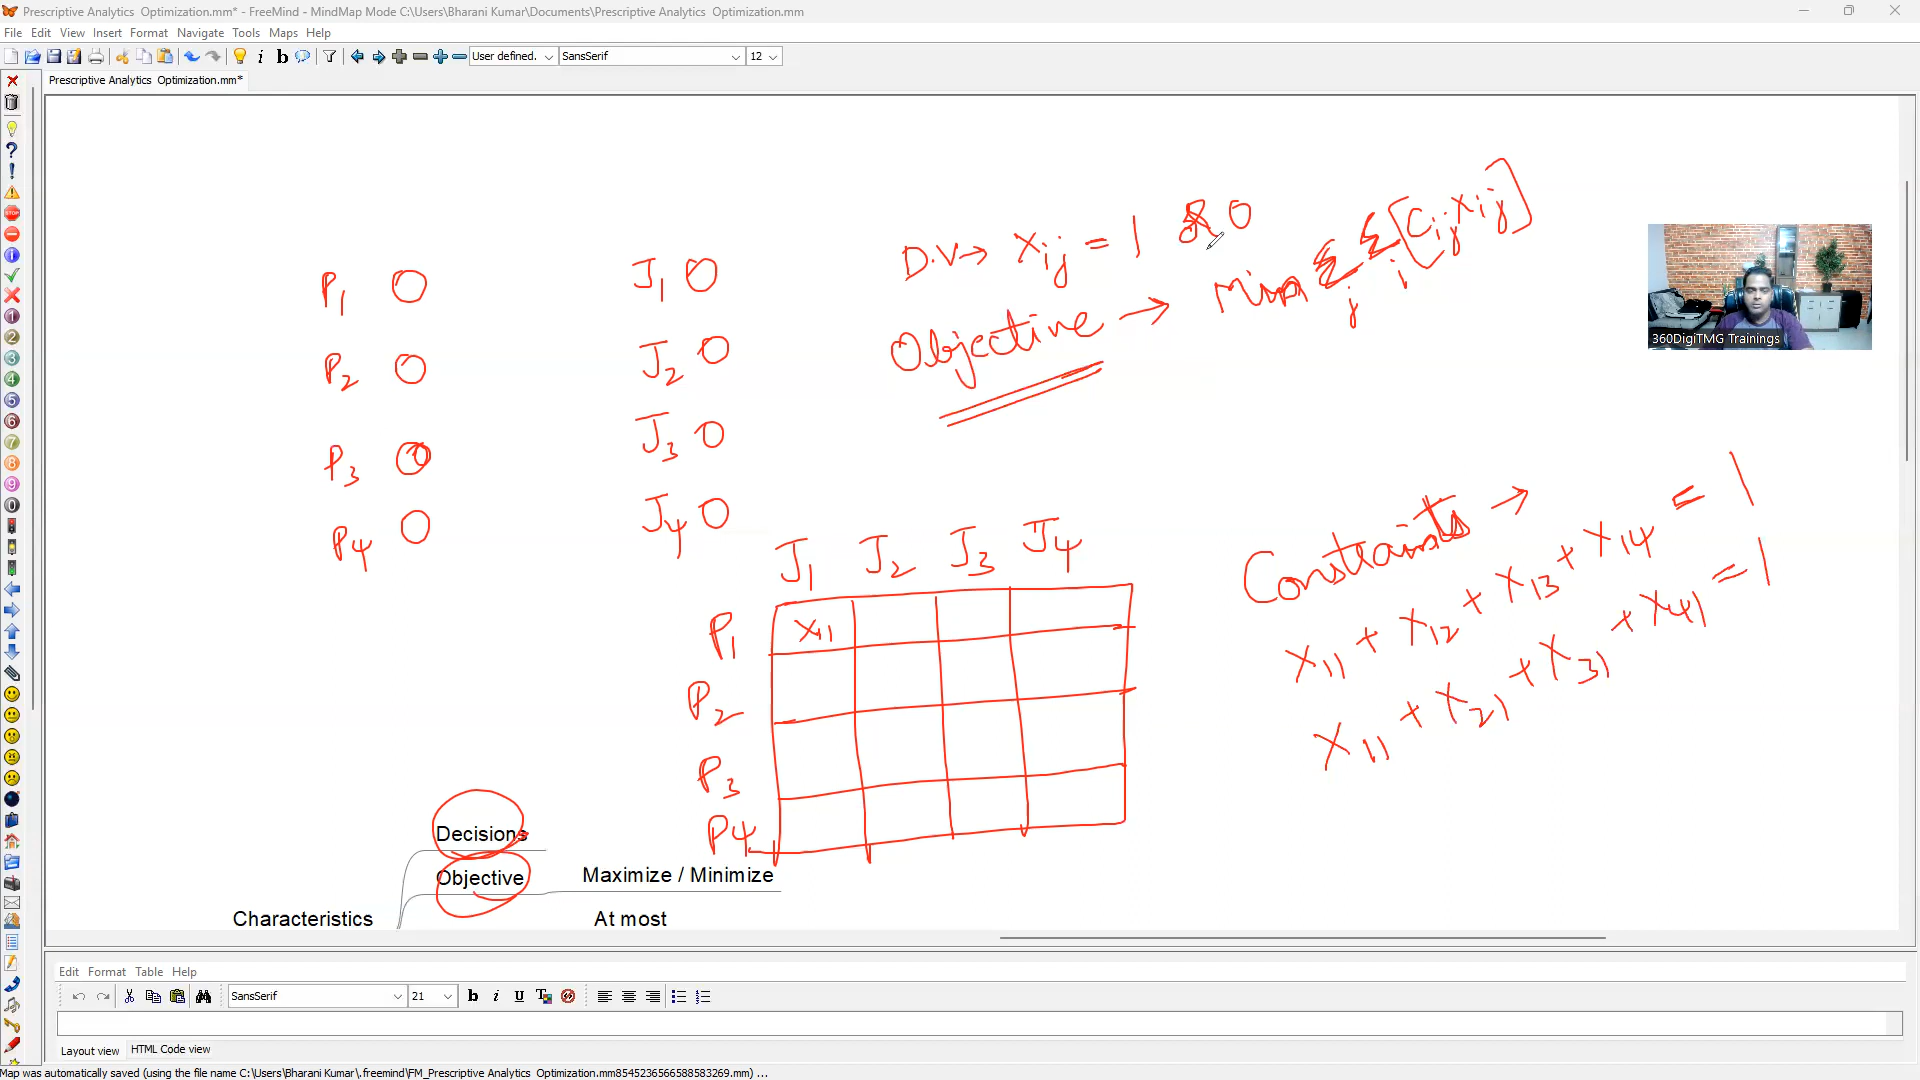 Prescriptive Analytics Optimization.mm* - FreeMind - MindMap Mode C:\Users\Bharani Kumar\Documents\Prescriptive Analytics Optimization.mm
File Edit View Insert Format Navigate Tools Maps Help
User defined. SansSerif 12
Prescriptive Analytics Optimization.mm*
P1 O J1 O
P2 O J2 O
P3 O J3 O
P4 O J4 O
D.V → Xij = 1 & 0
Objective → Min Σj Σi [Cij Xij]
360DigiTMG Trainings
Constraints →
X11 + X12 + X13 + X14 = 1
X11 + X21 + X31 + X41 = 1
J1 J2 J3 J4
P1 X11
P2
P3
P4
Decisions
Objective Maximize / Minimize
Characteristics At most
Edit Format Table Help
SansSerif 21
Layout view HTML Code view
Map was automatically saved (using the file name C:\Users\Bharani Kumar\.freemind\FM_Prescriptive Analytics Optimization.mm8545236566588583269.mm) ...